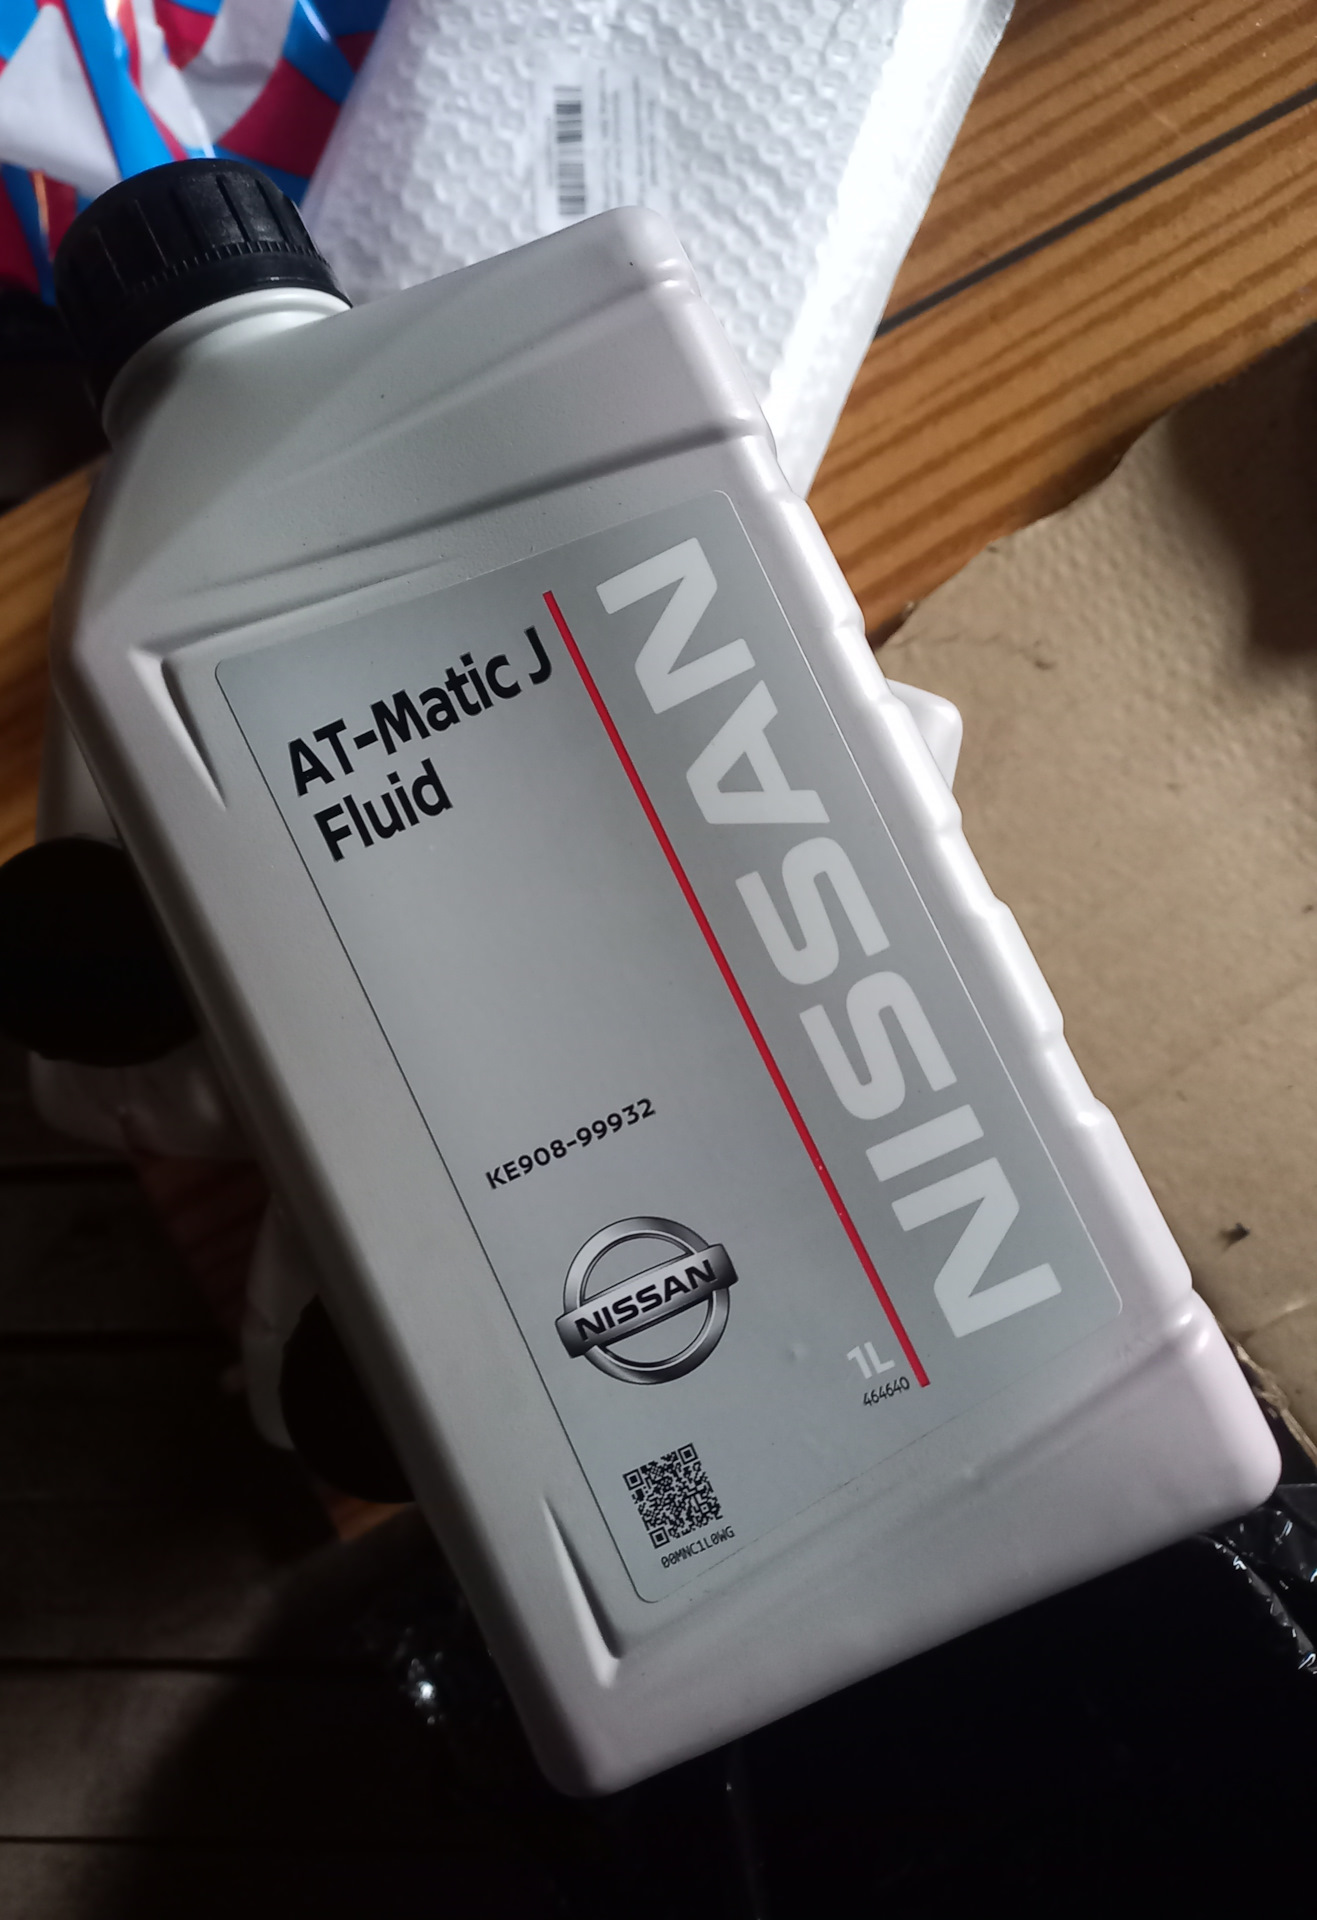 AT-Matic J
Fluid
NISSAN
KE908-99932
NISSAN
1L
464640
00MNC1L0WG